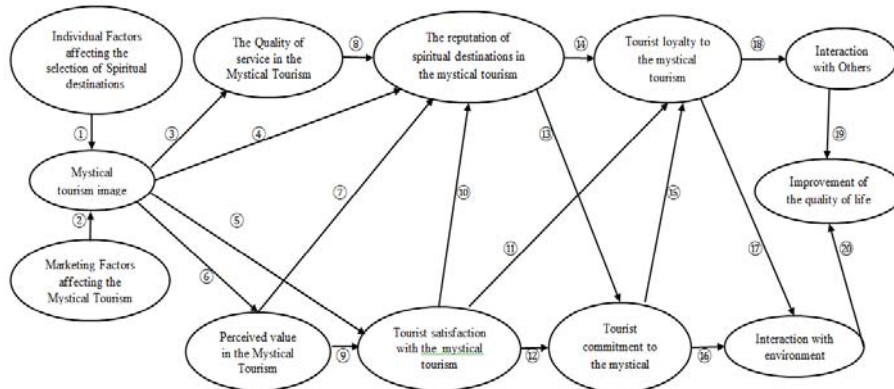 Individual Factors
affecting the
selection of Spiritual
destinations
The Quality of
service in the
Mystical Tourism
⑧
The reputation of
spiritual destinations in
the mystical tourism
⑭
Tourist loyalty to
the mystical
tourism
⑱
Interaction
with Others
①
③
④
⑬
⑲
Mystical
tourism image
⑦
⑩
⑮
Improvement of
the quality of life
②
⑤
⑥
⑪
⑰
⑳
Marketing Factors
affecting the
Mystical Tourism
Perceived value
in the Mystical
Tourism
⑨
Tourist satisfaction
with the mystical
tourism
⑫
Tourist
commitment to
the mystical
⑯
Interaction with
environment